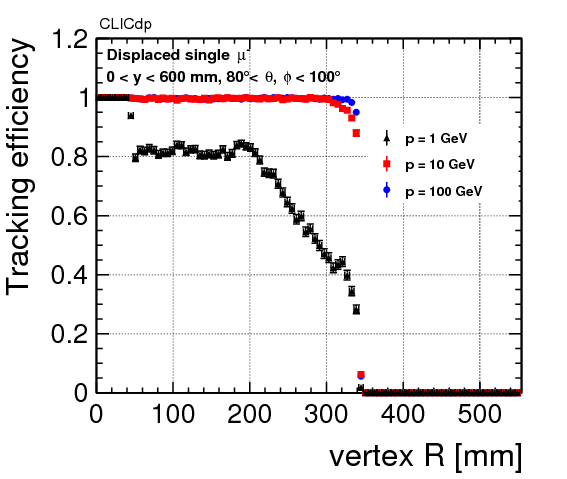 CLICdp
Displaced single μ⁻
0 < y < 600 mm, 80°< θ, ϕ < 100°
p = 1 GeV
p = 10 GeV
p = 100 GeV
Tracking efficiency
1.2
1
0.8
0.6
0.4
0.2
0
0 100 200 300 400 500
vertex R [mm]